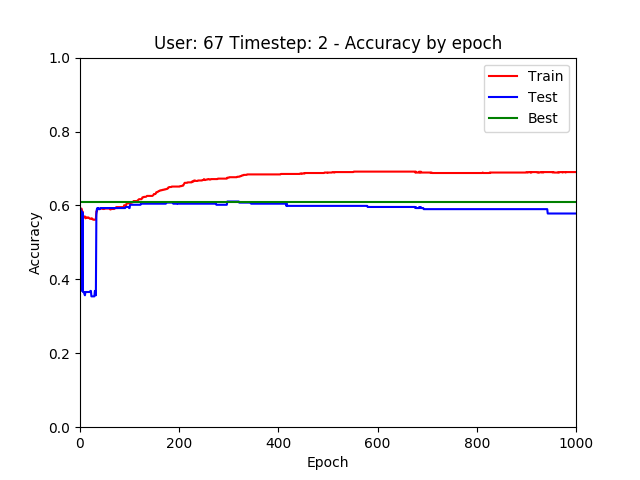 User: 67 Timestep: 2 - Accuracy by epoch
Train
Test
Best
1.0
0.8
0.6
0.4
0.2
0.0
Accuracy
0 200 400 600 800 1000
Epoch